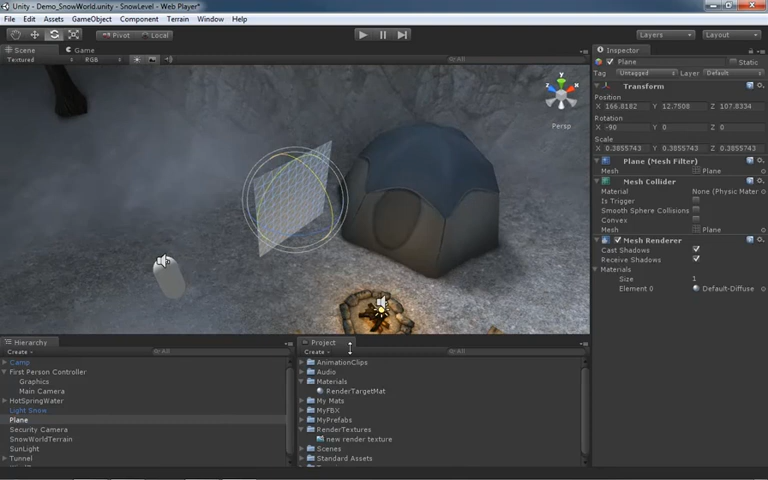 Unity - Demo_SnowWorld.unity - SnowLevel - Web Player*
File Edit Assets GameObject Component Terrain Window Help
Pivot Local Layers Layout
Scene Game
Textured RGB All
Persp
Inspector
Plane Static
Tag Untagged Layer Default
Transform
Position
X 166.8182 Y 12.7508 Z 107.8334
Rotation
X -90 Y 0 Z 0
Scale
X 0.3855743 Y 0.3855743 Z 0.3855743
Plane (Mesh Filter)
Mesh Plane
Mesh Collider
Material None (Physic Mater
Is Trigger
Smooth Sphere Collisions
Convex
Mesh Plane
Mesh Renderer
Cast Shadows
Receive Shadows
Materials
Size 1
Element 0 Default-Diffuse
Hierarchy
Create All
Camp
First Person Controller
Graphics
Main Camera
HotSpringWater
Light Snow
Plane
Security Camera
SnowWorldTerrain
SunLight
Tunnel
Project
Create All
AnimationClips
Audio
Materials
RenderTargetMat
My Mats
MyFBX
MyPrefabs
RenderTextures
new render texture
Scenes
Standard Assets